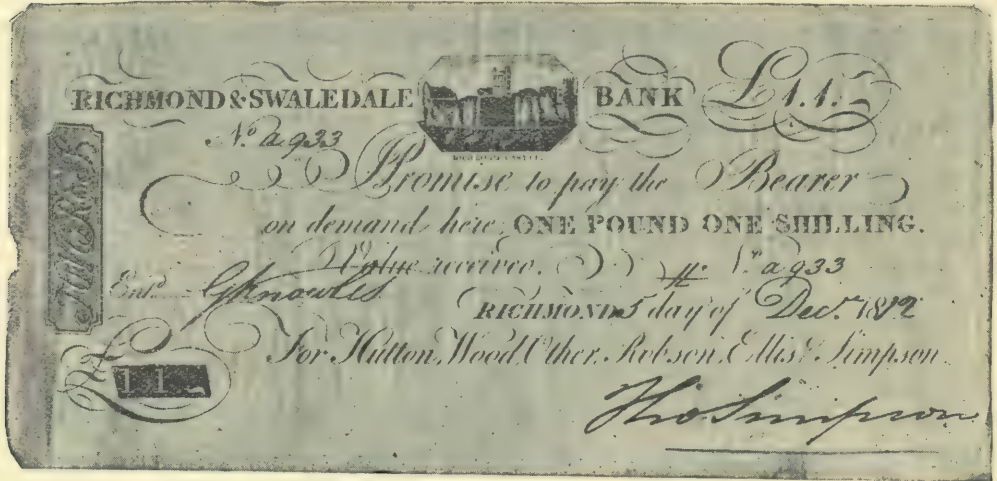 RICHMOND & SWALEDALE BANK £1.1.-
No. a 933
RICHMOND CASTLE
I Promise to pay the Bearer
on demand, here, ONE POUND ONE SHILLING.
Value received. No. a 933
Entd. G Knowles
RICHMOND 5 day of Decr. 1812
For Hutton, Wood, Other, Robson, Ellis & Simpson
£ 1 1 -
Tho Simpson